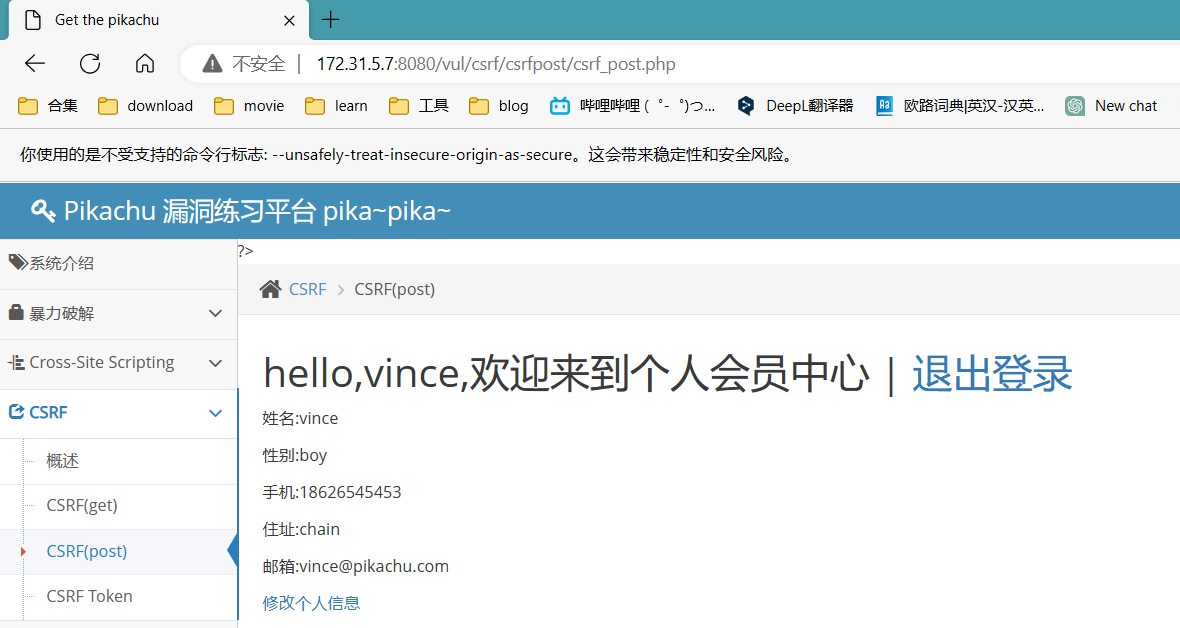 Get the pikachu
不安全 | 172.31.5.7:8080/vul/csrf/csrfpost/csrf_post.php
合集 download movie learn 工具 blog 哔哩哔哩 (゜-゜)つ... DeepL翻译器 欧路词典|英汉-汉英... New chat
你使用的是不受支持的命令行标志: --unsafely-treat-insecure-origin-as-secure。这会带来稳定性和安全风险。
Pikachu 漏洞练习平台 pika~pika~
系统介绍
暴力破解
Cross-Site Scripting
CSRF
概述
CSRF(get)
CSRF(post)
CSRF Token
?>
CSRF > CSRF(post)
hello,vince,欢迎来到个人会员中心 | 退出登录
姓名:vince
性别:boy
手机:18626545453
住址:chain
邮箱:vince@pikachu.com
修改个人信息